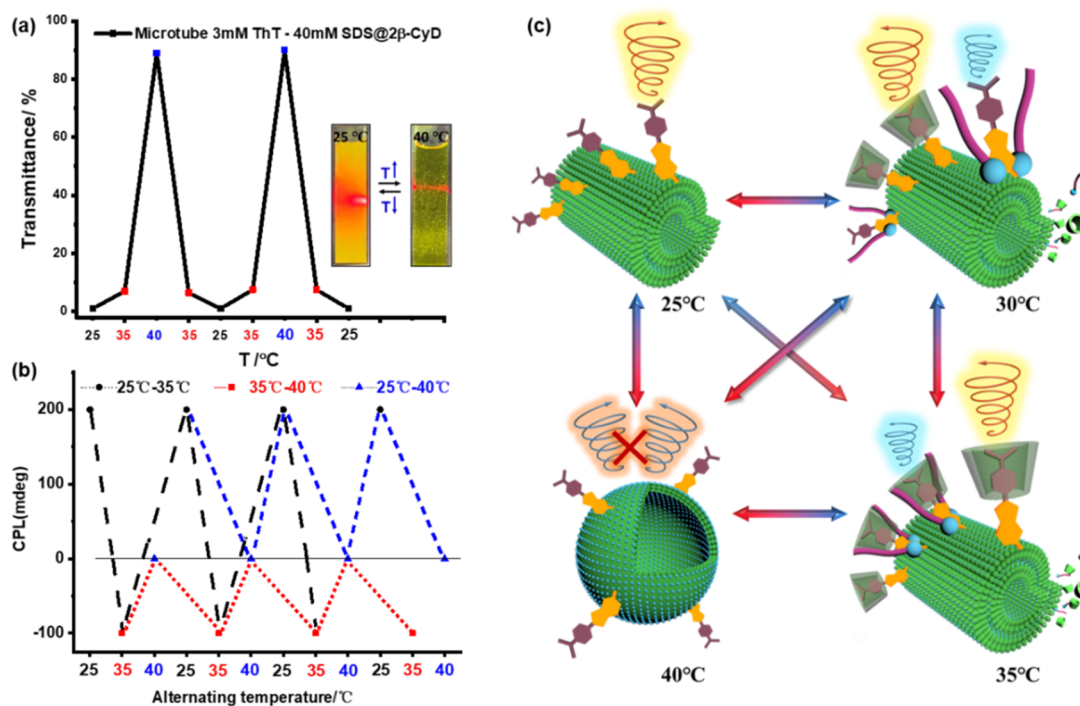 (a)
Microtube 3mM ThT - 40mM SDS@2β-CyD
Transmittance/ %
100
80
60
40
20
0
25 ℃
40 ℃
T↑
T↓
25 35 40 35 25 35 40 35 25
T /℃
(b)
25℃-35℃ 35℃-40℃ 25℃-40℃
CPL(mdeg)
200
100
0
-100
25 35 40 25 35 40 25 35 40 25 35 40
Alternating temperature/℃
(c)
25℃
30℃
40℃
35℃